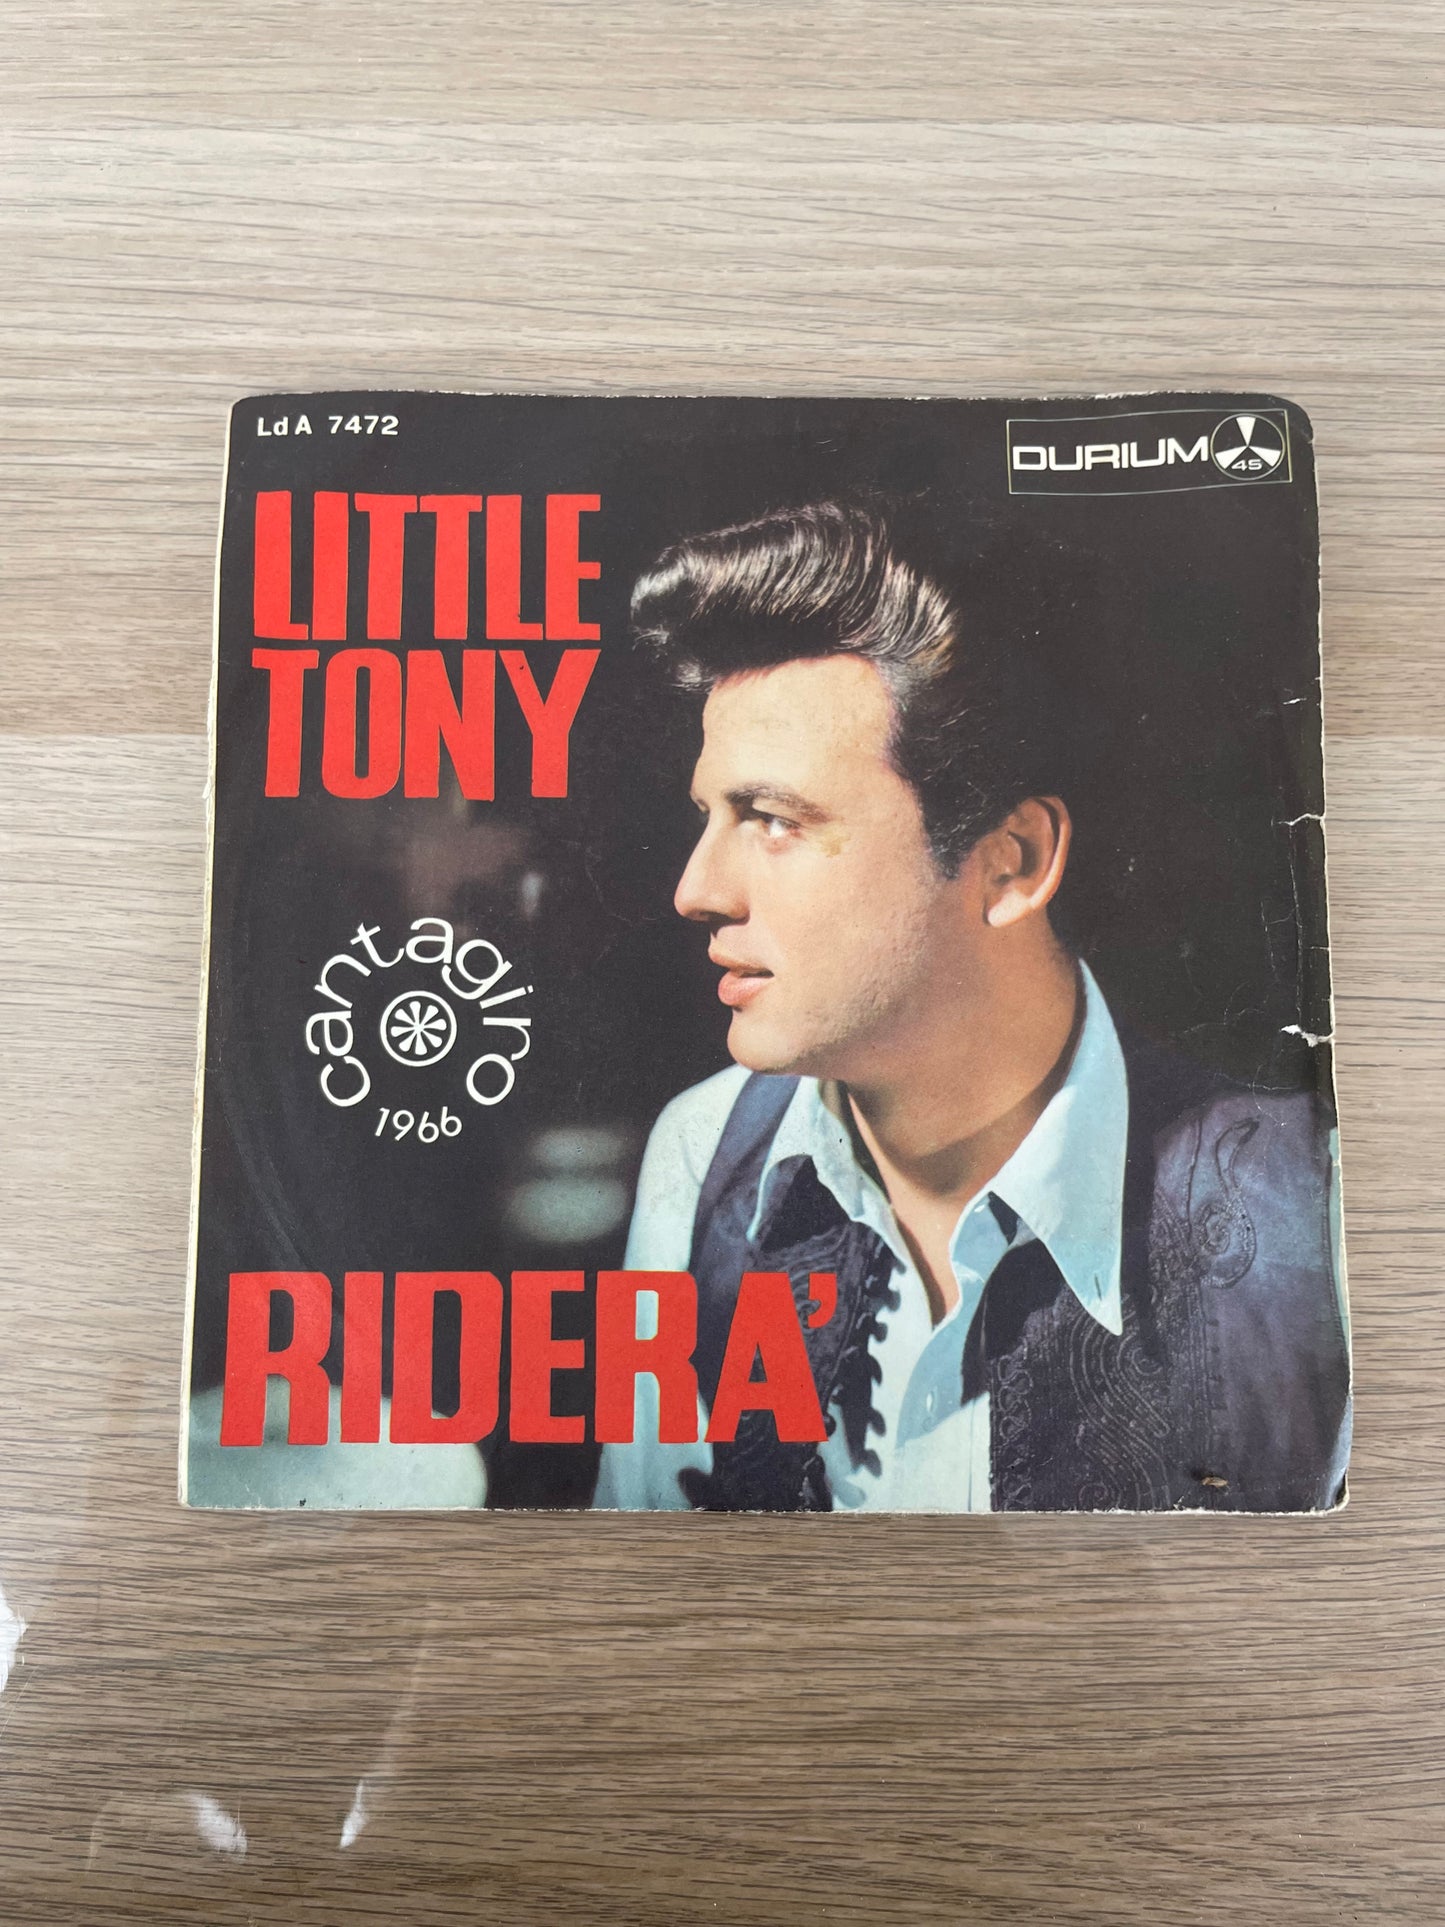 LdA 7472
DURIUM
45
LITTLE
TONY
cantagiro
1966
RIDERA'